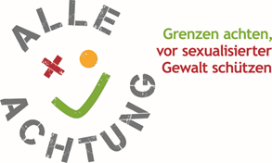 ALLE
ACHTUNG
Grenzen achten,
vor sexualisierter
Gewalt schützen